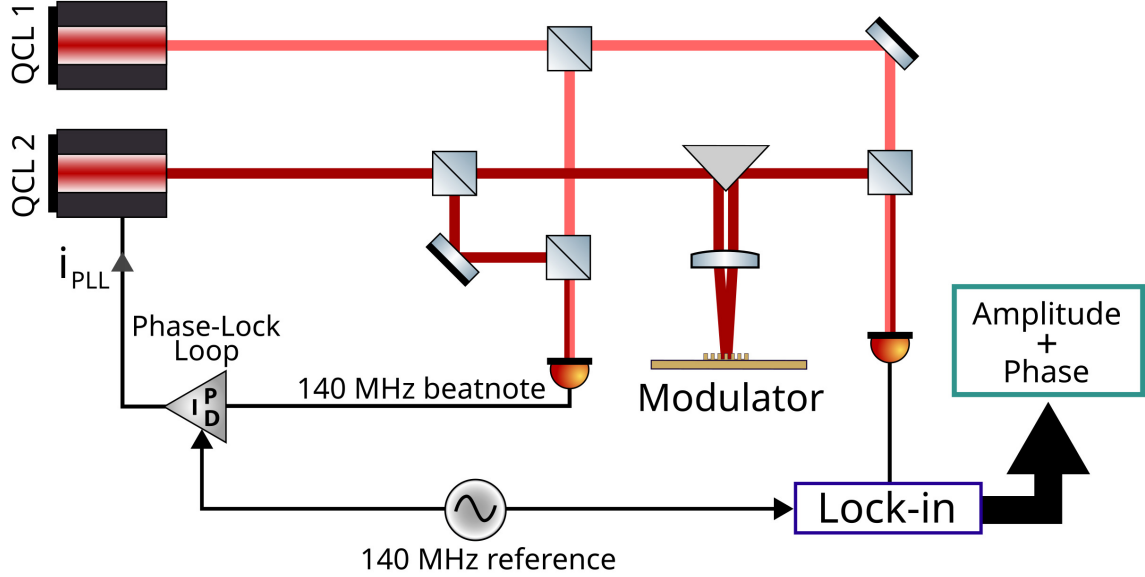 QCL 1
QCL 2
i PLL
Phase-Lock
Loop
I P
D
140 MHz beatnote
Modulator
Amplitude
+
Phase
Lock-in
140 MHz reference